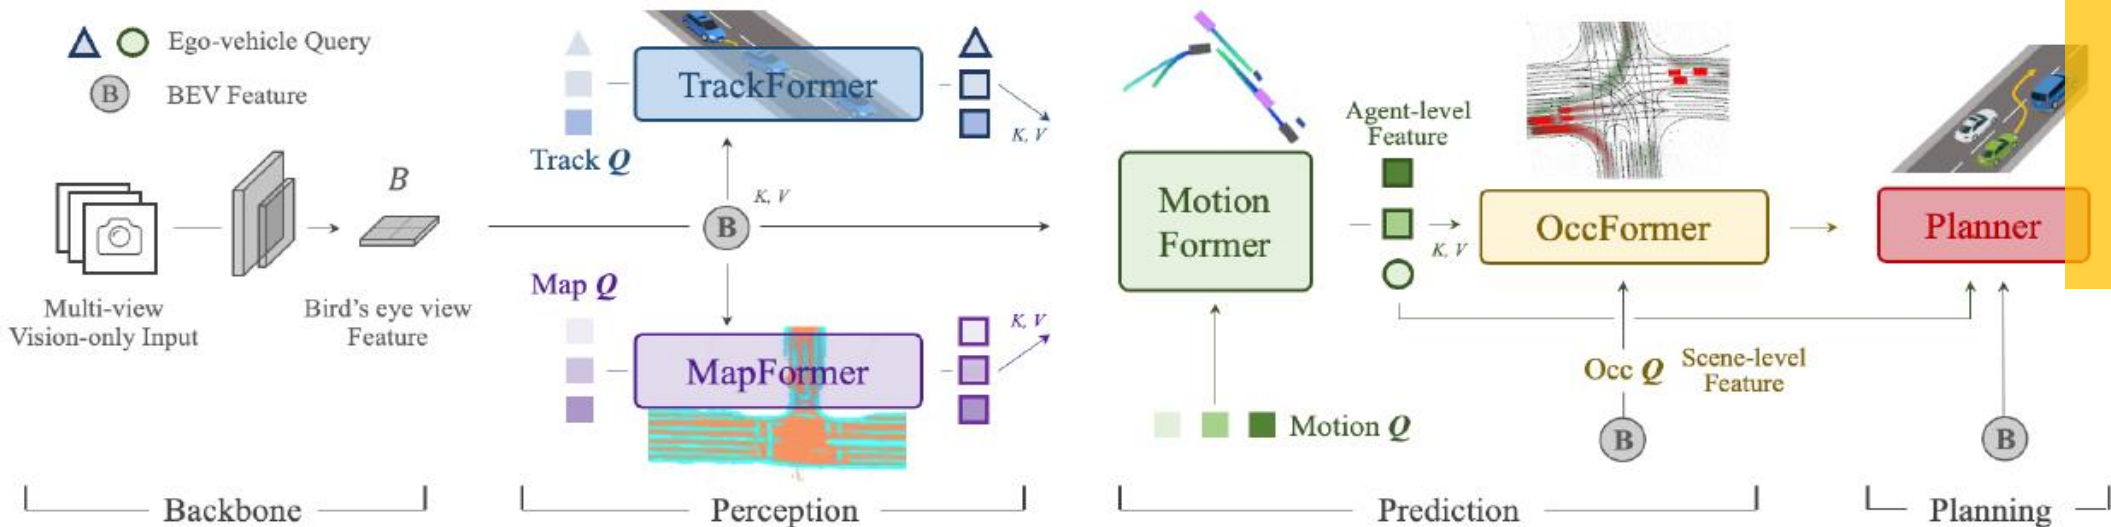 Ego-vehicle Query
B
BEV Feature
B
Multi-view
Vision-only Input
Bird's eye view
Feature
Backbone
TrackFormer
Track Q
K, V
K, V
B
Map Q
K, V
MapFormer
Perception
Motion
Former
Agent-level
Feature
K, V
OccFormer
Motion Q
Occ Q
Scene-level
Feature
B
Prediction
Planner
B
Planning